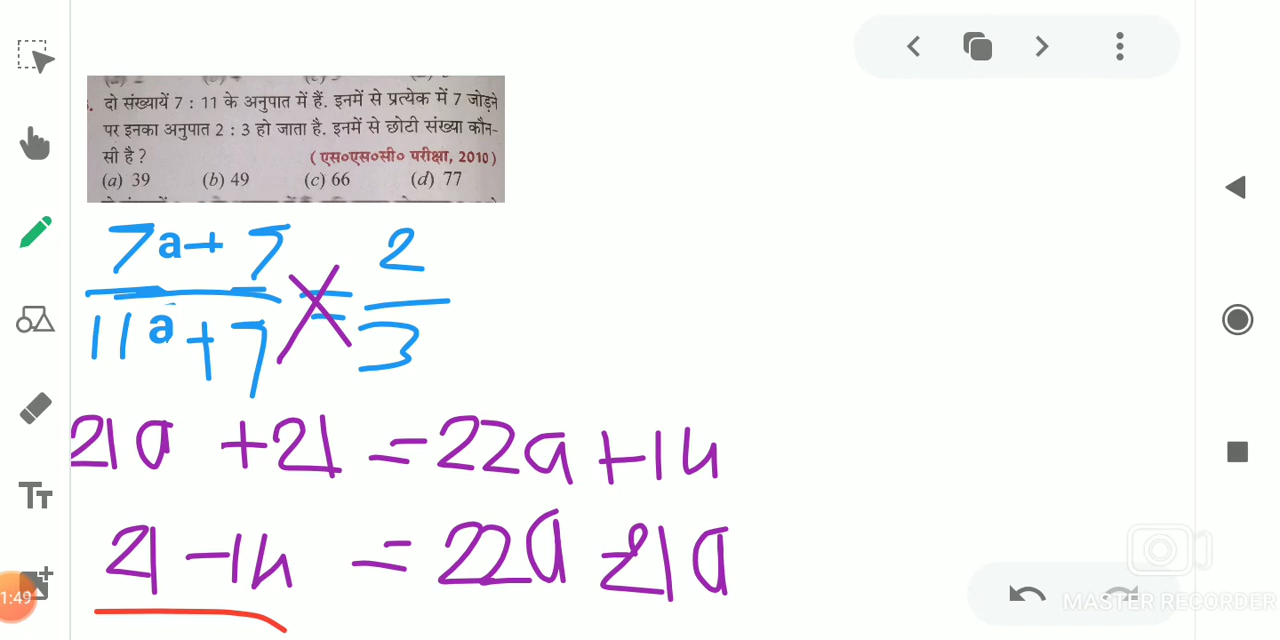 दो संख्यायें 7 : 11 के अनुपात में हैं. इनमें से प्रत्येक में 7 जोड़ने
पर इनका अनुपात 2 : 3 हो जाता है. इनमें से छोटी संख्या कौन-
सी है ? (एस०एस०सी० परीक्षा, 2010)
(a) 39 (b) 49 (c) 66 (d) 77
7a + 7 = 2
11a + 7 3
21a + 21 = 22a + 14
21 - 14 = 22a 21a
Tt
1:49
MASTER RECORDER